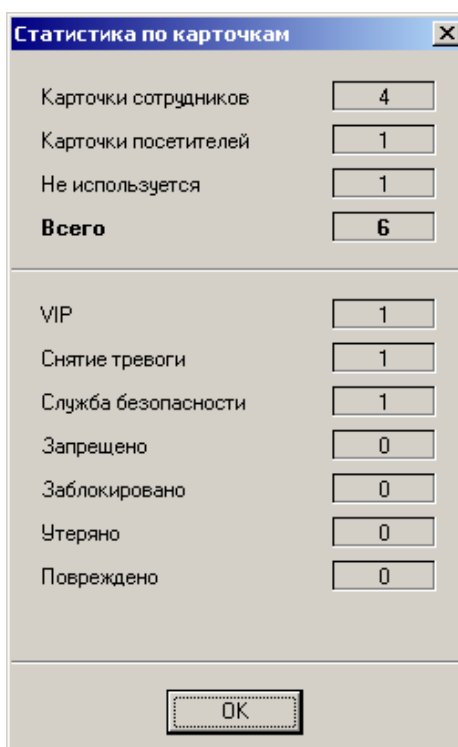 Статистика по карточкам
Карточки сотрудников 4
Карточки посетителей 1
Не используется 1
Всего 6
VIP 1
Снятие тревоги 1
Служба безопасности 1
Запрещено 0
Заблокировано 0
Утеряно 0
Повреждено 0
OK